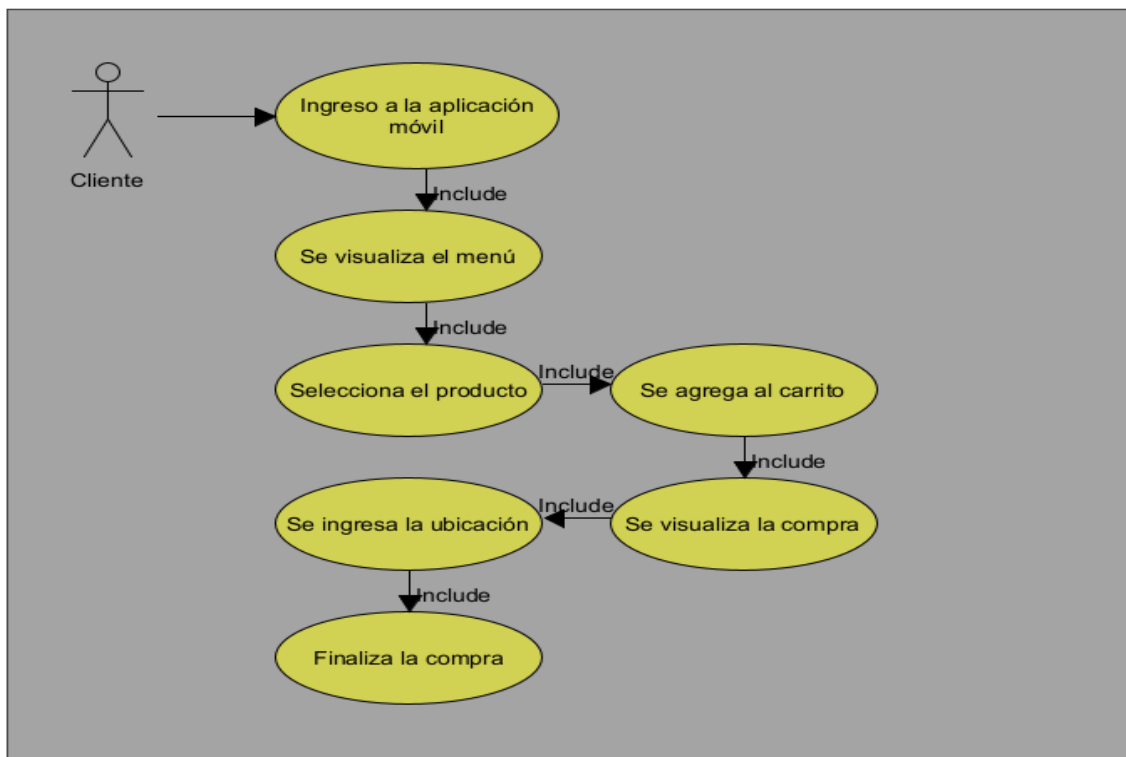 Ingreso a la aplicación
móvil
Cliente
Include
Se visualiza el menú
Include
Selecciona el producto
Include
Se agrega al carrito
Include
Se visualiza la compra
Include
Se ingresa la ubicación
Include
Finaliza la compra